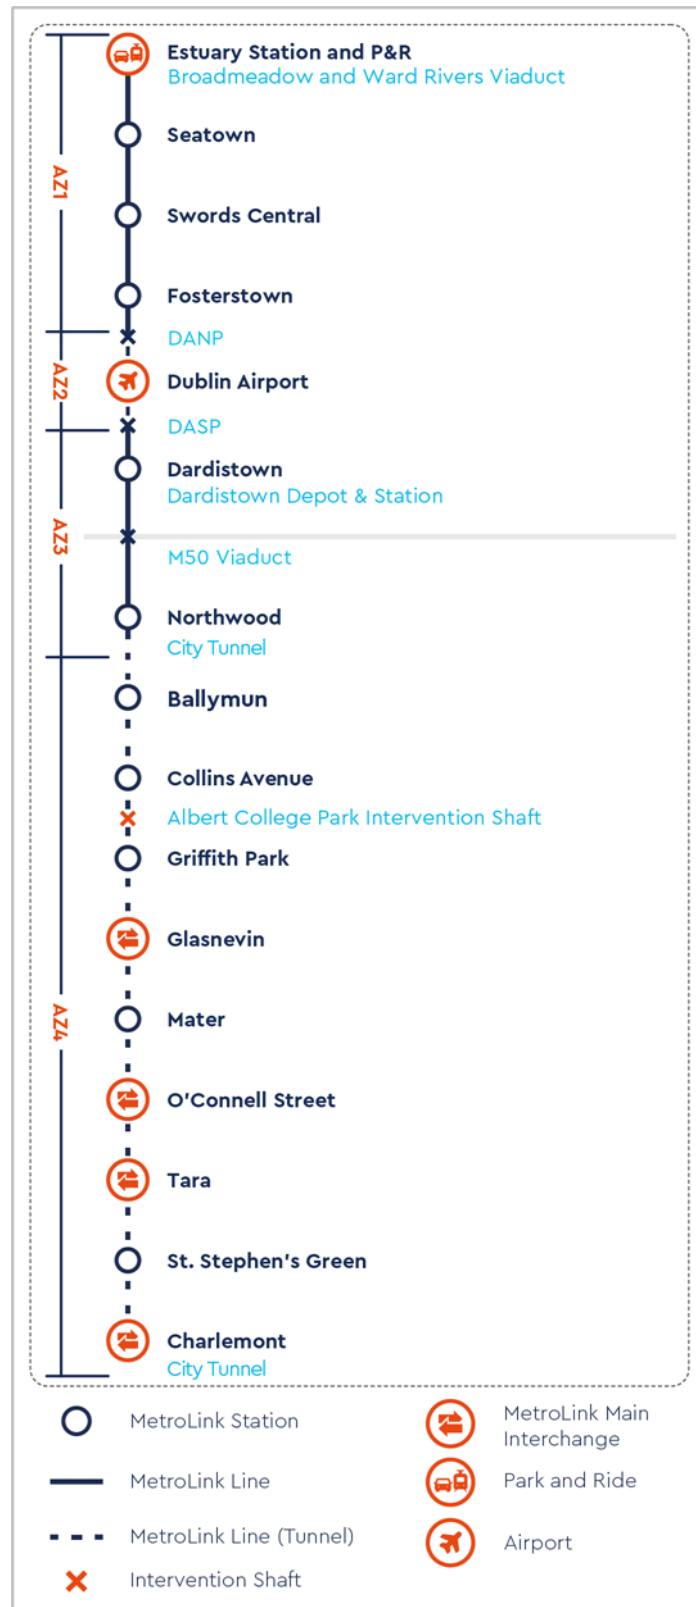 Estuary Station and P&R
Broadmeadow and Ward Rivers Viaduct
Seatown
AZ1
Swords Central
Fosterstown
DANP
AZ2
Dublin Airport
DASP
Dardistown
Dardistown Depot & Station
AZ3
M50 Viaduct
Northwood
City Tunnel
Ballymun
Collins Avenue
Albert College Park Intervention Shaft
Griffith Park
Glasnevin
AZ4
Mater
O'Connell Street
Tara
St. Stephen's Green
Charlemont
City Tunnel
MetroLink Station
MetroLink Line
MetroLink Line (Tunnel)
Intervention Shaft
MetroLink Main
Interchange
Park and Ride
Airport